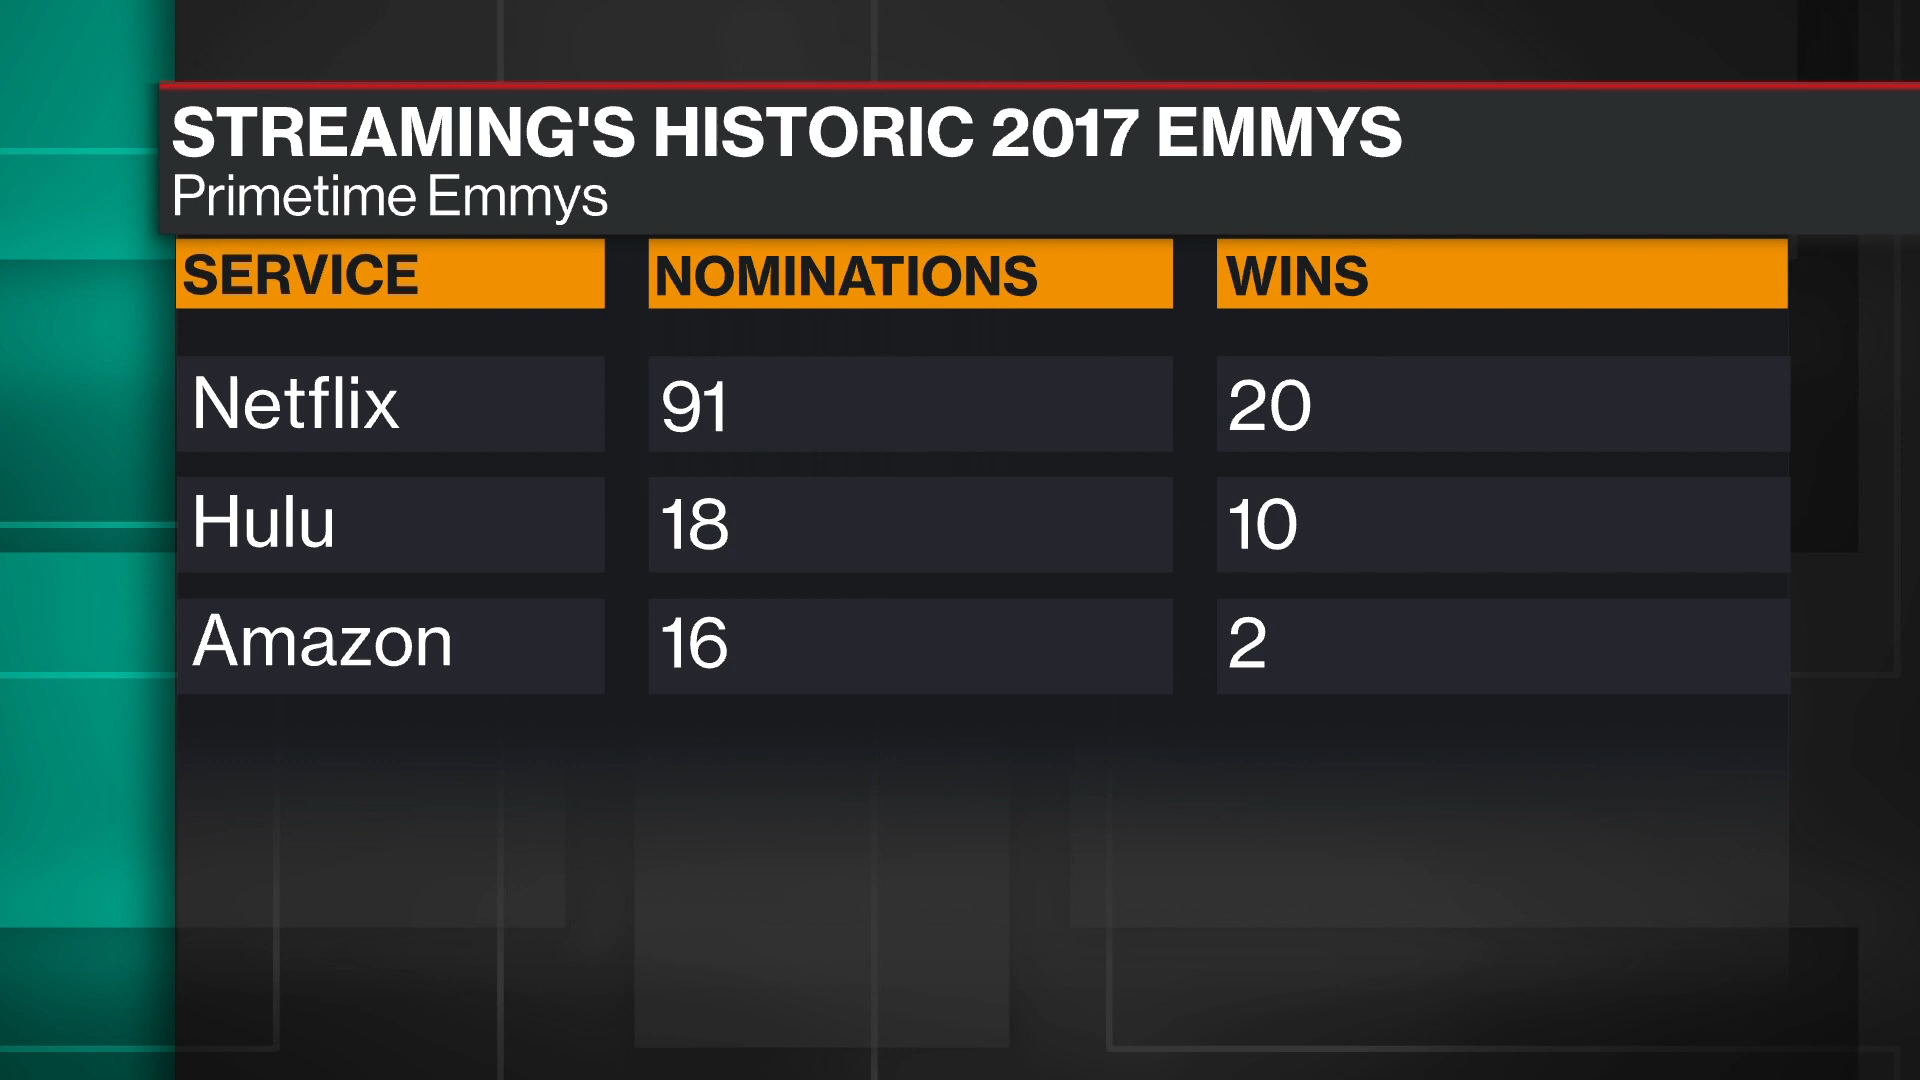 STREAMING'S HISTORIC 2017 EMMYS
Primetime Emmys
SERVICE NOMINATIONS WINS
Netflix 91 20
Hulu 18 10
Amazon 16 2